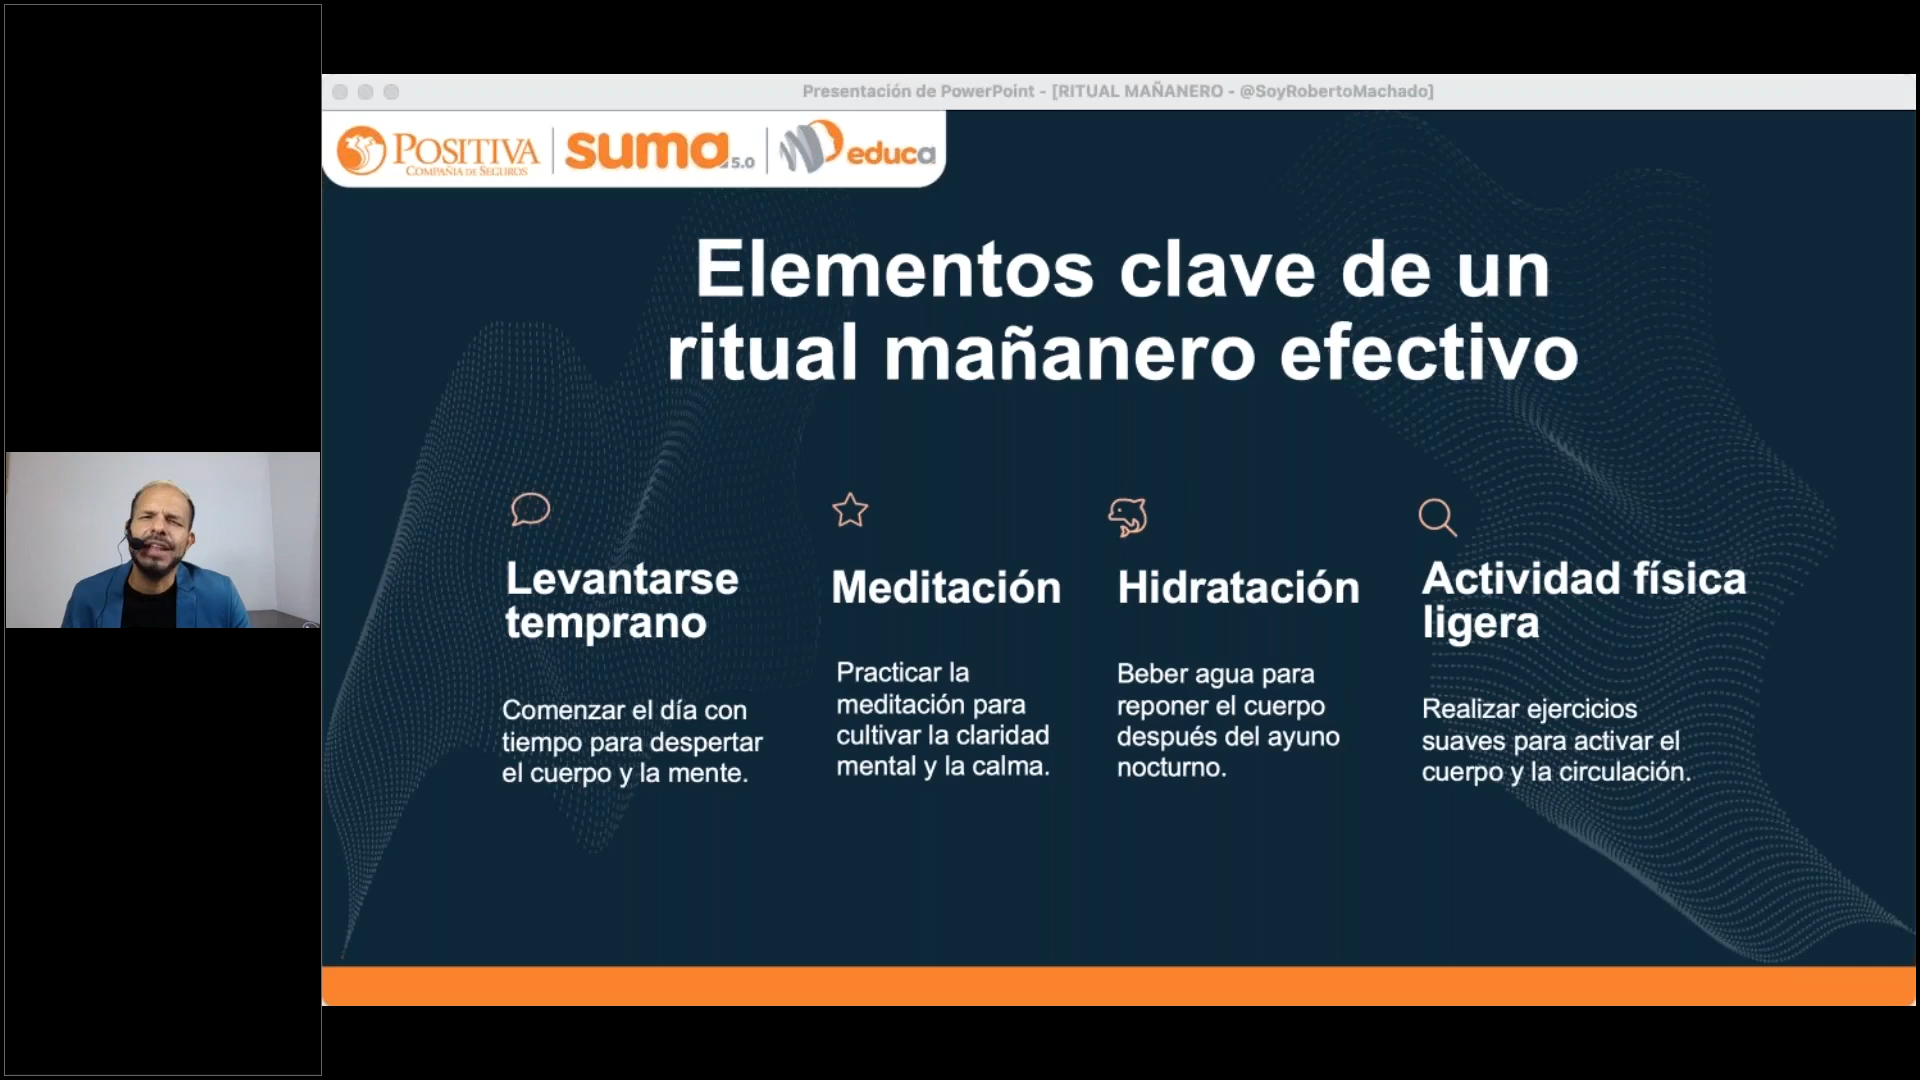 Presentación de PowerPoint - [RITUAL MAÑANERO - @SoyRobertoMachado]
POSITIVA
COMPAÑÍA DE SEGUROS
suma 5.0
educa
Elementos clave de un
ritual mañanero efectivo
Levantarse
temprano
Comenzar el día con
tiempo para despertar
el cuerpo y la mente.
Meditación
Practicar la
meditación para
cultivar la claridad
mental y la calma.
Hidratación
Beber agua para
reponer el cuerpo
después del ayuno
nocturno.
Actividad física
ligera
Realizar ejercicios
suaves para activar el
cuerpo y la circulación.